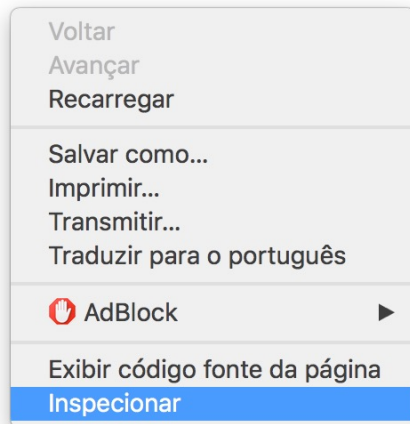 Voltar
Avançar
Recarregar
Salvar como...
Imprimir...
Transmitir...
Traduzir para o português
AdBlock
Exibir código fonte da página
Inspecionar